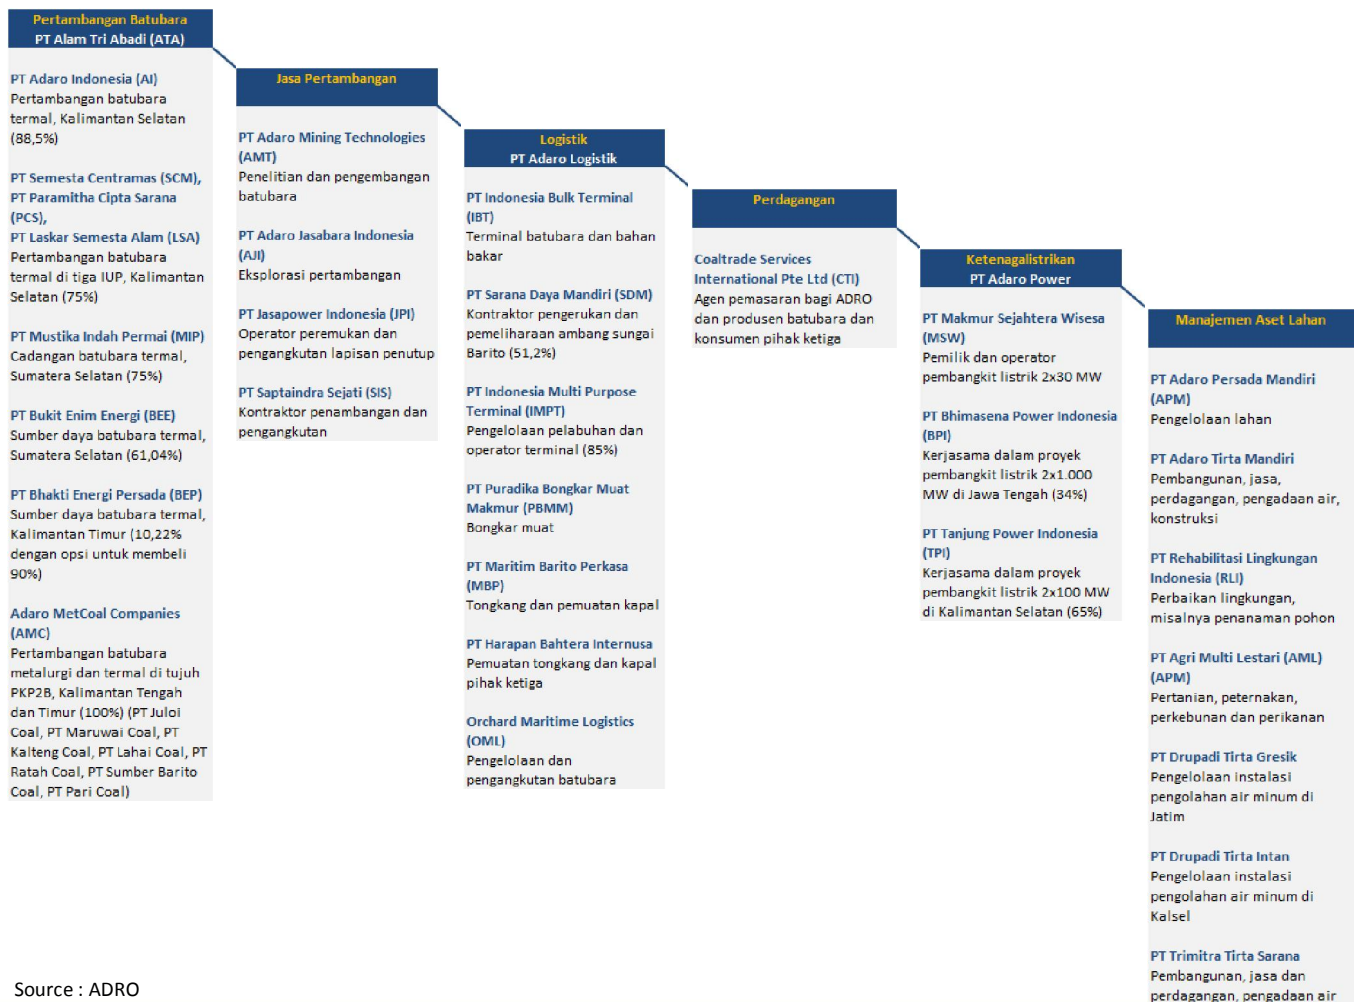 Pertambangan Batubara
PT Alam Tri Abadi (ATA)
PT Adaro Indonesia (AI)
Pertambangan batubara
termal, Kalimantan Selatan
(88,5%)
PT Semesta Centramas (SCM),
PT Paramitha Cipta Sarana
(PCS),
PT Laskar Semesta Alam (LSA)
Pertambangan batubara
termal di tiga IUP, Kalimantan
Selatan (75%)
PT Mustika Indah Permai (MIP)
Cadangan batubara termal,
Sumatera Selatan (75%)
PT Bukit Enim Energi (BEE)
Sumber daya batubara termal,
Sumatera Selatan (61,04%)
PT Bhakti Energi Persada (BEP)
Sumber daya batubara termal,
Kalimantan Timur (10,22%
dengan opsi untuk membeli
90%)
Adaro MetCoal Companies
(AMC)
Pertambangan batubara
metalurgi dan termal di tujuh
PKP2B, Kalimantan Tengah
dan Timur (100%) (PT Juloi
Coal, PT Maruwai Coal, PT
Kalteng Coal, PT Lahai Coal, PT
Ratah Coal, PT Sumber Barito
Coal, PT Pari Coal)
Jasa Pertambangan
PT Adaro Mining Technologies
(AMT)
Penelitian dan pengembangan
batubara
PT Adaro Jasabara Indonesia
(AJI)
Eksplorasi pertambangan
PT Jasapower Indonesia (JPI)
Operator peremukan dan
pengangkutan lapisan penutup
PT Saptaindra Sejati (SIS)
Kontraktor penambangan dan
pengangkutan
Logistik
PT Adaro Logistik
PT Indonesia Bulk Terminal
(IBT)
Terminal batubara dan bahan
bakar
PT Sarana Daya Mandiri (SDM)
Kontraktor pengerukan dan
pemeliharaan ambang sungai
Barito (51,2%)
PT Indonesia Multi Purpose
Terminal (IMPT)
Pengelolaan pelabuhan dan
operator terminal (85%)
PT Puradika Bongkar Muat
Makmur (PBMM)
Bongkar muat
PT Maritim Barito Perkasa
(MBP)
Tongkang dan pemuatan kapal
PT Harapan Bahtera Internusa
Pemuatan tongkang dan kapal
pihak ketiga
Orchard Maritime Logistics
(OML)
Pengelolaan dan
pengangkutan batubara
Perdagangan
Coaltrade Services
International Pte Ltd (CTI)
Agen pemasaran bagi ADRO
dan produsen batubara dan
konsumen pihak ketiga
Ketenagalistrikan
PT Adaro Power
PT Makmur Sejahtera Wisesa
(MSW)
Pemilik dan operator
pembangkit listrik 2x30 MW
PT Bhimasena Power Indonesia
(BPI)
Kerjasama dalam proyek
pembangkit listrik 2x1.000
MW di Jawa Tengah (34%)
PT Tanjung Power Indonesia
(TPI)
Kerjasama dalam proyek
pembangkit listrik 2x100 MW
di Kalimantan Selatan (65%)
Manajemen Aset Lahan
PT Adaro Persada Mandiri
(APM)
Pengelolaan lahan
PT Adaro Tirta Mandiri
Pembangunan, jasa,
perdagangan, pengadaan air,
konstruksi
PT Rehabilitasi Lingkungan
Indonesia (RLI)
Perbaikan lingkungan,
misalnya penanaman pohon
PT Agri Multi Lestari (AML)
(APM)
Pertanian, peternakan,
perkebunan dan perikanan
PT Drupadi Tirta Gresik
Pengelolaan instalasi
pengolahan air minum di
Jatim
PT Drupadi Tirta Intan
Pengelolaan instalasi
pengolahan air minum di
Kalsel
PT Trimitra Tirta Sarana
Pembangunan, jasa dan
perdagangan, pengadaan air
Source : ADRO